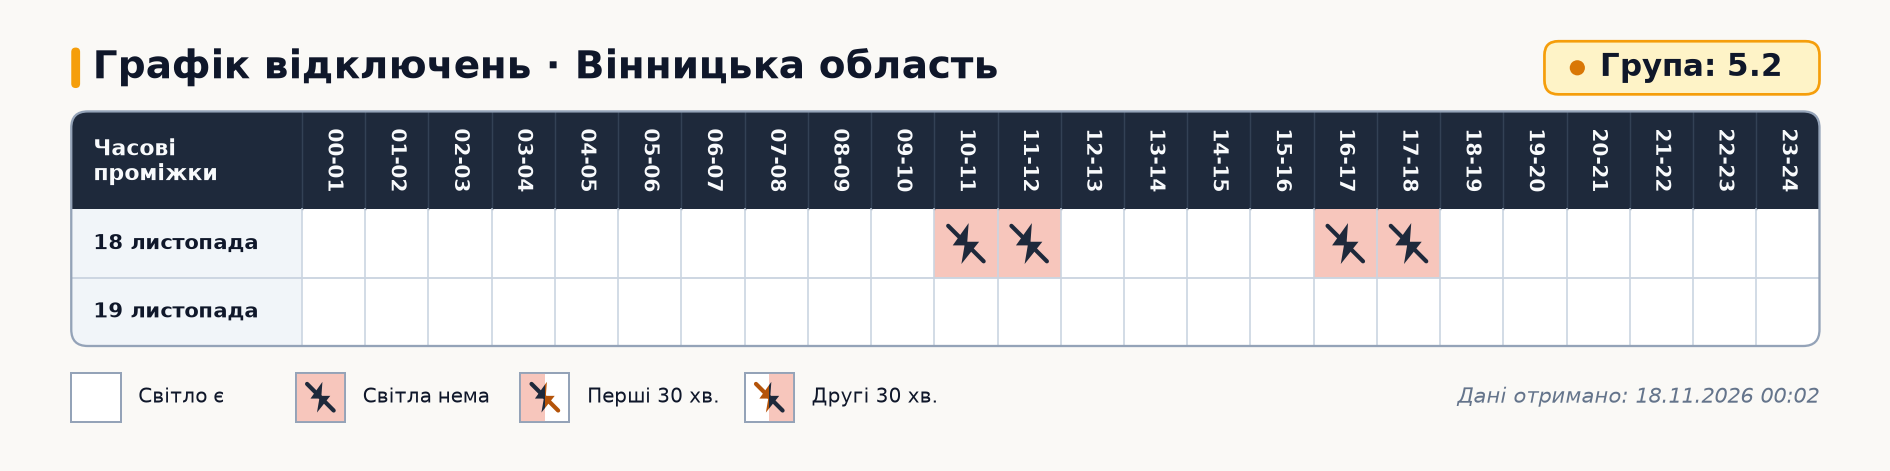 Графік відключень · Вінницька область
Група: 5.2
Часові
проміжки
00-01 01-02 02-03 03-04 04-05 05-06 06-07 07-08 08-09 09-10 10-11 11-12 12-13 13-14 14-15 15-16 16-17 17-18 18-19 19-20 20-21 21-22 22-23 23-24
18 листопада
19 листопада
Світло є
Світла нема
Перші 30 хв.
Другі 30 хв.
Дані отримано: 18.11.2026 00:02